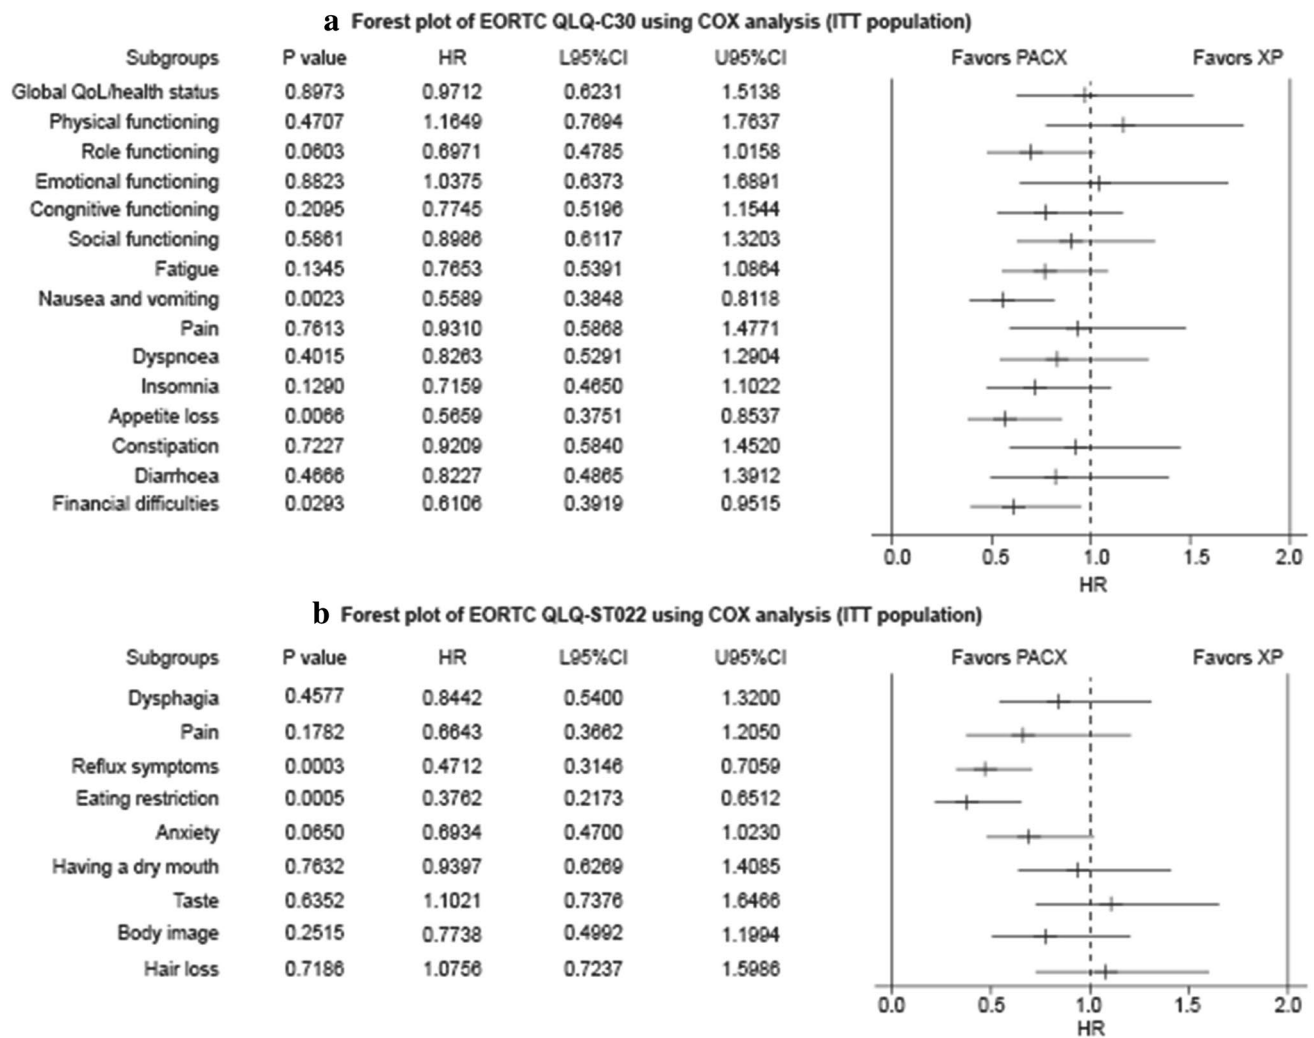 a Forest plot of EORTC QLQ-C30 using COX analysis (ITT population)
Subgroups P value HR L95%CI U95%CI Favors PACX Favors XP
Global QoL/health status 0.8973 0.9712 0.6231 1.5138
Physical functioning 0.4707 1.1649 0.7694 1.7637
Role functioning 0.0603 0.6971 0.4785 1.0158
Emotional functioning 0.8823 1.0375 0.6373 1.6891
Congnitive functioning 0.2095 0.7745 0.5196 1.1544
Social functioning 0.5861 0.8986 0.6117 1.3203
Fatigue 0.1345 0.7653 0.5391 1.0864
Nausea and vomiting 0.0023 0.5589 0.3848 0.8118
Pain 0.7613 0.9310 0.5868 1.4771
Dyspnoea 0.4015 0.8263 0.5291 1.2904
Insomnia 0.1290 0.7159 0.4650 1.1022
Appetite loss 0.0066 0.5659 0.3751 0.8537
Constipation 0.7227 0.9209 0.5840 1.4520
Diarrhoea 0.4666 0.8227 0.4865 1.3912
Financial difficulties 0.0293 0.6106 0.3919 0.9515
0.0 0.5 1.0 1.5 2.0
HR
b Forest plot of EORTC QLQ-ST022 using COX analysis (ITT population)
Subgroups P value HR L95%CI U95%CI Favors PACX Favors XP
Dysphagia 0.4577 0.8442 0.5400 1.3200
Pain 0.1782 0.6643 0.3662 1.2050
Reflux symptoms 0.0003 0.4712 0.3146 0.7059
Eating restriction 0.0005 0.3762 0.2173 0.6512
Anxiety 0.0650 0.6934 0.4700 1.0230
Having a dry mouth 0.7632 0.9397 0.6269 1.4085
Taste 0.6352 1.1021 0.7376 1.6466
Body image 0.2515 0.7738 0.4992 1.1994
Hair loss 0.7186 1.0756 0.7237 1.5986
0.0 0.5 1.0 1.5 2.0
HR